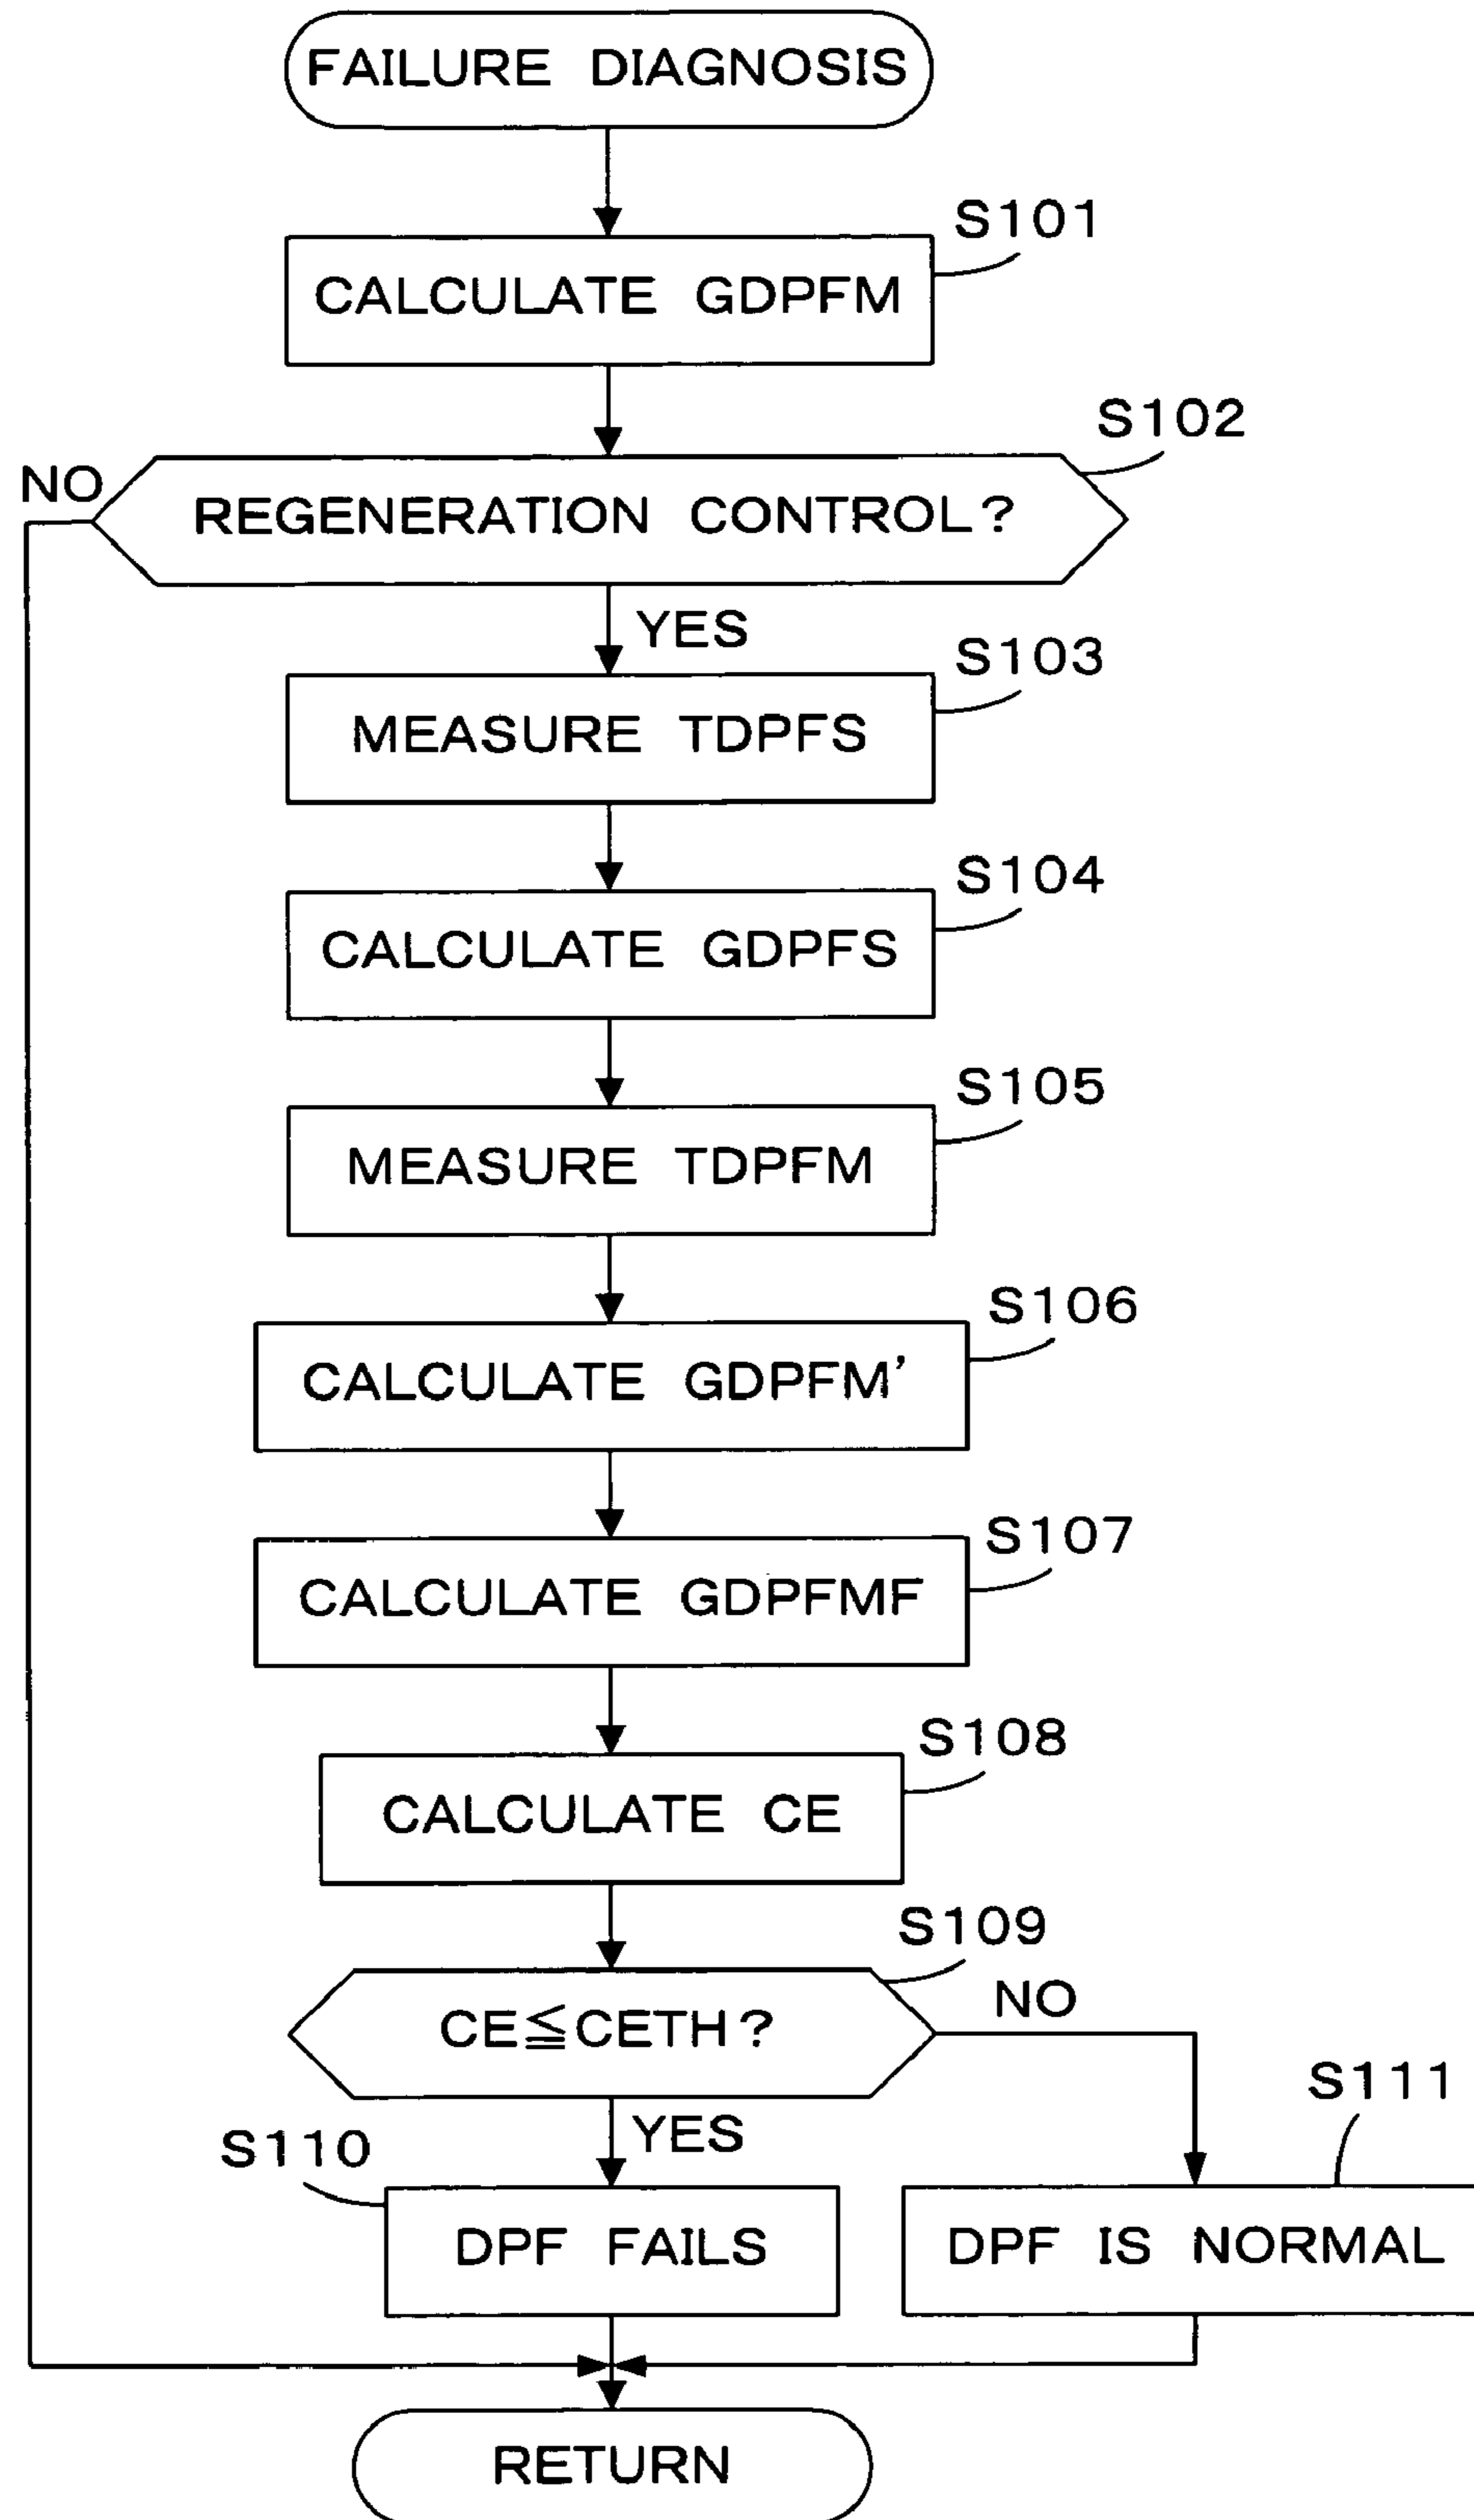 FAILURE DIAGNOSIS
S101
CALCULATE GDPFM
S102
NO
REGENERATION CONTROL?
YES
S103
MEASURE TDPFS
S104
CALCULATE GDPFS
S105
MEASURE TDPFM
S106
CALCULATE GDPFM'
S107
CALCULATE GDPFMF
S108
CALCULATE CE
S109
NO
CE≦CETH?
S111
YES
S110
DPF FAILS
DPF IS NORMAL
RETURN